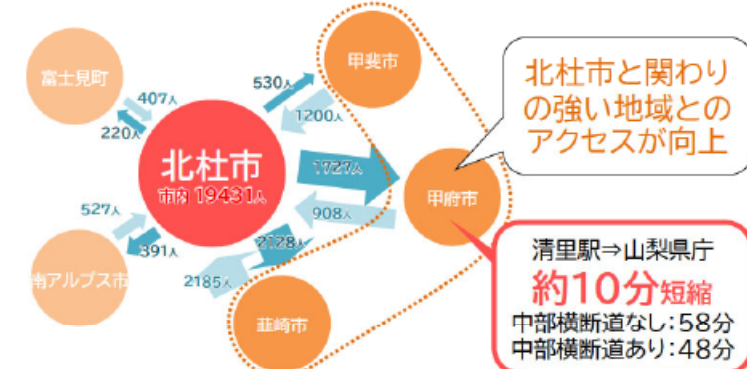 富士見町
407人
220人
530人
1200人
甲斐市
北杜市
市内 19431人
1727人
908人
甲府市
527人
391人
南アルプス市
2128人
2185人
韮崎市
北杜市と関わり
の強い地域との
アクセスが向上
清里駅⇒山梨県庁
約10分短縮
中部横断道なし:58分
中部横断道あり:48分